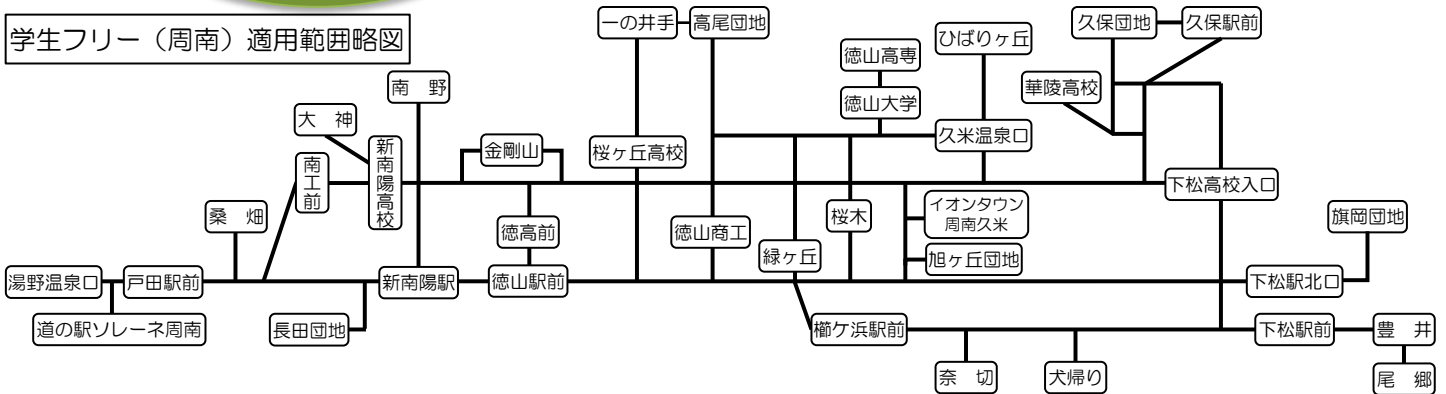 学生フリー（周南）適用範囲略図
一の井手
高尾団地
久保団地
久保駅前
ひばりヶ丘
徳山高専
華陵高校
南　野
徳山大学
大　神
新南陽高校
金剛山
桜ヶ丘高校
久米温泉口
南工前
下松高校入口
桑　畑
徳高前
徳山商工
桜木
イオンタウン
周南久米
旗岡団地
緑ヶ丘
旭ヶ丘団地
湯野温泉口
戸田駅前
新南陽駅
徳山駅前
下松駅北口
道の駅ソレーネ周南
長田団地
櫛ケ浜駅前
下松駅前
豊　井
奈　切
犬帰り
尾　郷